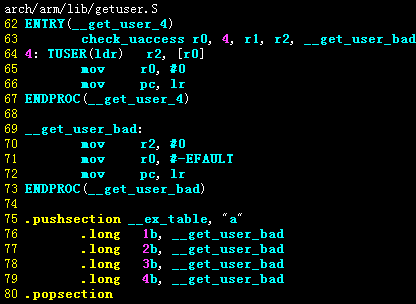 arch/arm/lib/getuser.S
62 ENTRY(__get_user_4)
63 check_uaccess r0, 4, r1, r2, __get_user_bad
64 4: TUSER(ldr) r2, [r0]
65 mov r0, #0
66 mov pc, lr
67 ENDPROC(__get_user_4)
68
69 __get_user_bad:
70 mov r2, #0
71 mov r0, #-EFAULT
72 mov pc, lr
73 ENDPROC(__get_user_bad)
74
75 .pushsection __ex_table, "a"
76 .long 1b, __get_user_bad
77 .long 2b, __get_user_bad
78 .long 3b, __get_user_bad
79 .long 4b, __get_user_bad
80 .popsection